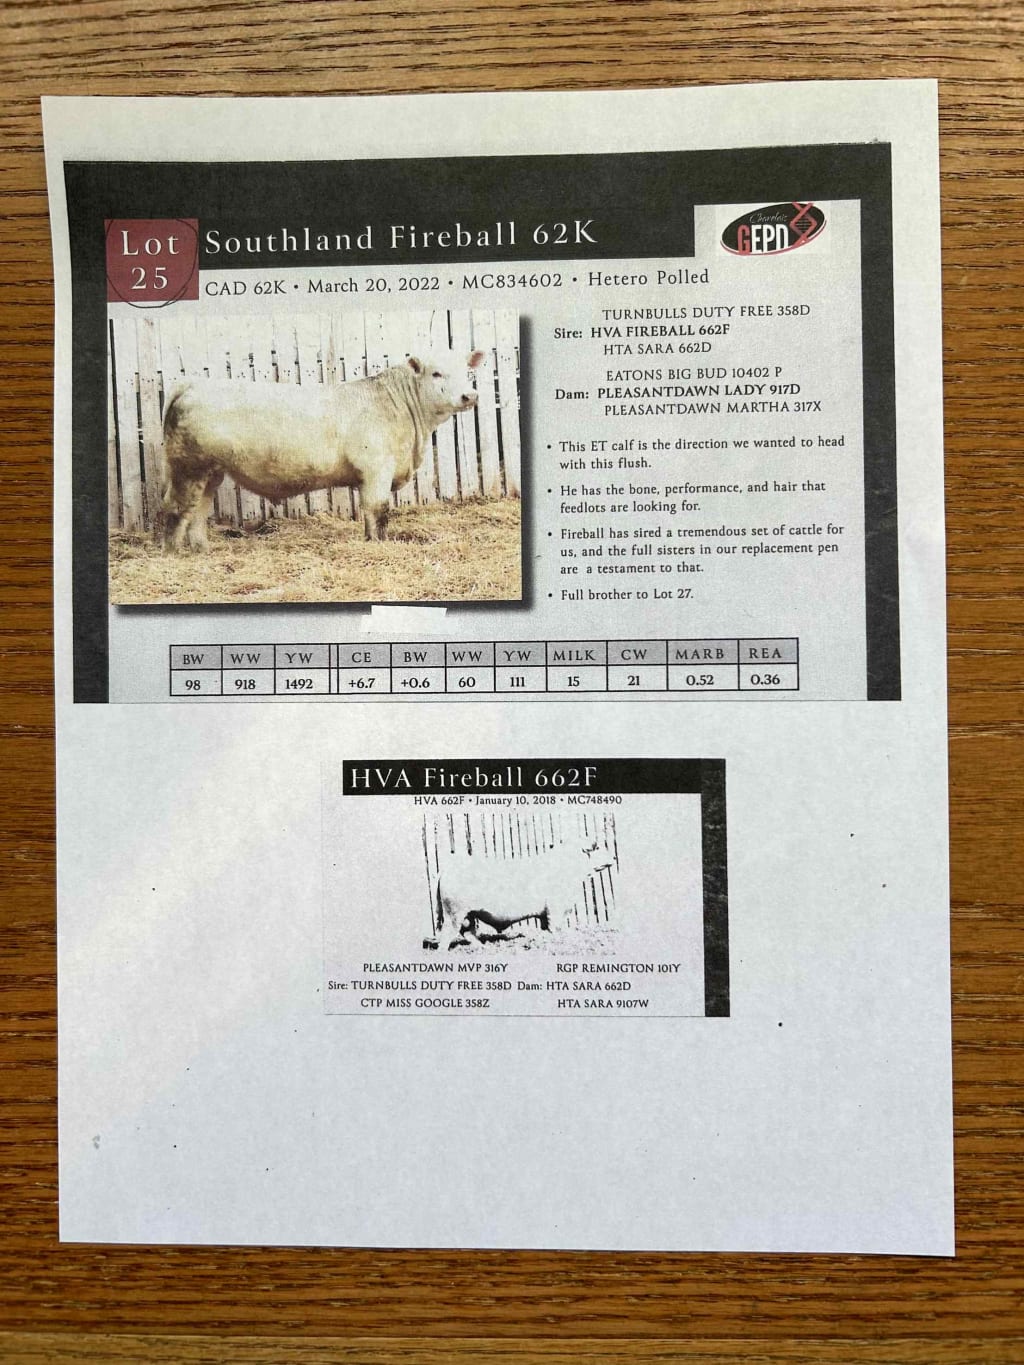 Lot
25
Southland Fireball 62K
Charolais
GEPD
CAD 62K • March 20, 2022 • MC834602 • Hetero Polled
TURNBULLS DUTY FREE 358D
Sire: HVA FIREBALL 662F
HTA SARA 662D
EATONS BIG BUD 10402 P
Dam: PLEASANTDAWN LADY 917D
PLEASANTDAWN MARTHA 317X
• This ET calf is the direction we wanted to head
with this flush.
• He has the bone, performance, and hair that
feedlots are looking for.
• Fireball has sired a tremendous set of cattle for
us, and the full sisters in our replacement pen
are a testament to that.
• Full brother to Lot 27.
BW WW YW CE BW WW YW MILK CW MARB REA
98 918 1492 +6.7 +0.6 60 111 15 21 0.52 0.36
HVA Fireball 662F
HVA 662F • January 10, 2018 • MC748490
PLEASANTDAWN MVP 316Y RGP REMINGTON 101Y
Sire: TURNBULLS DUTY FREE 358D Dam: HTA SARA 662D
CTP MISS GOOGLE 358Z HTA SARA 9107W